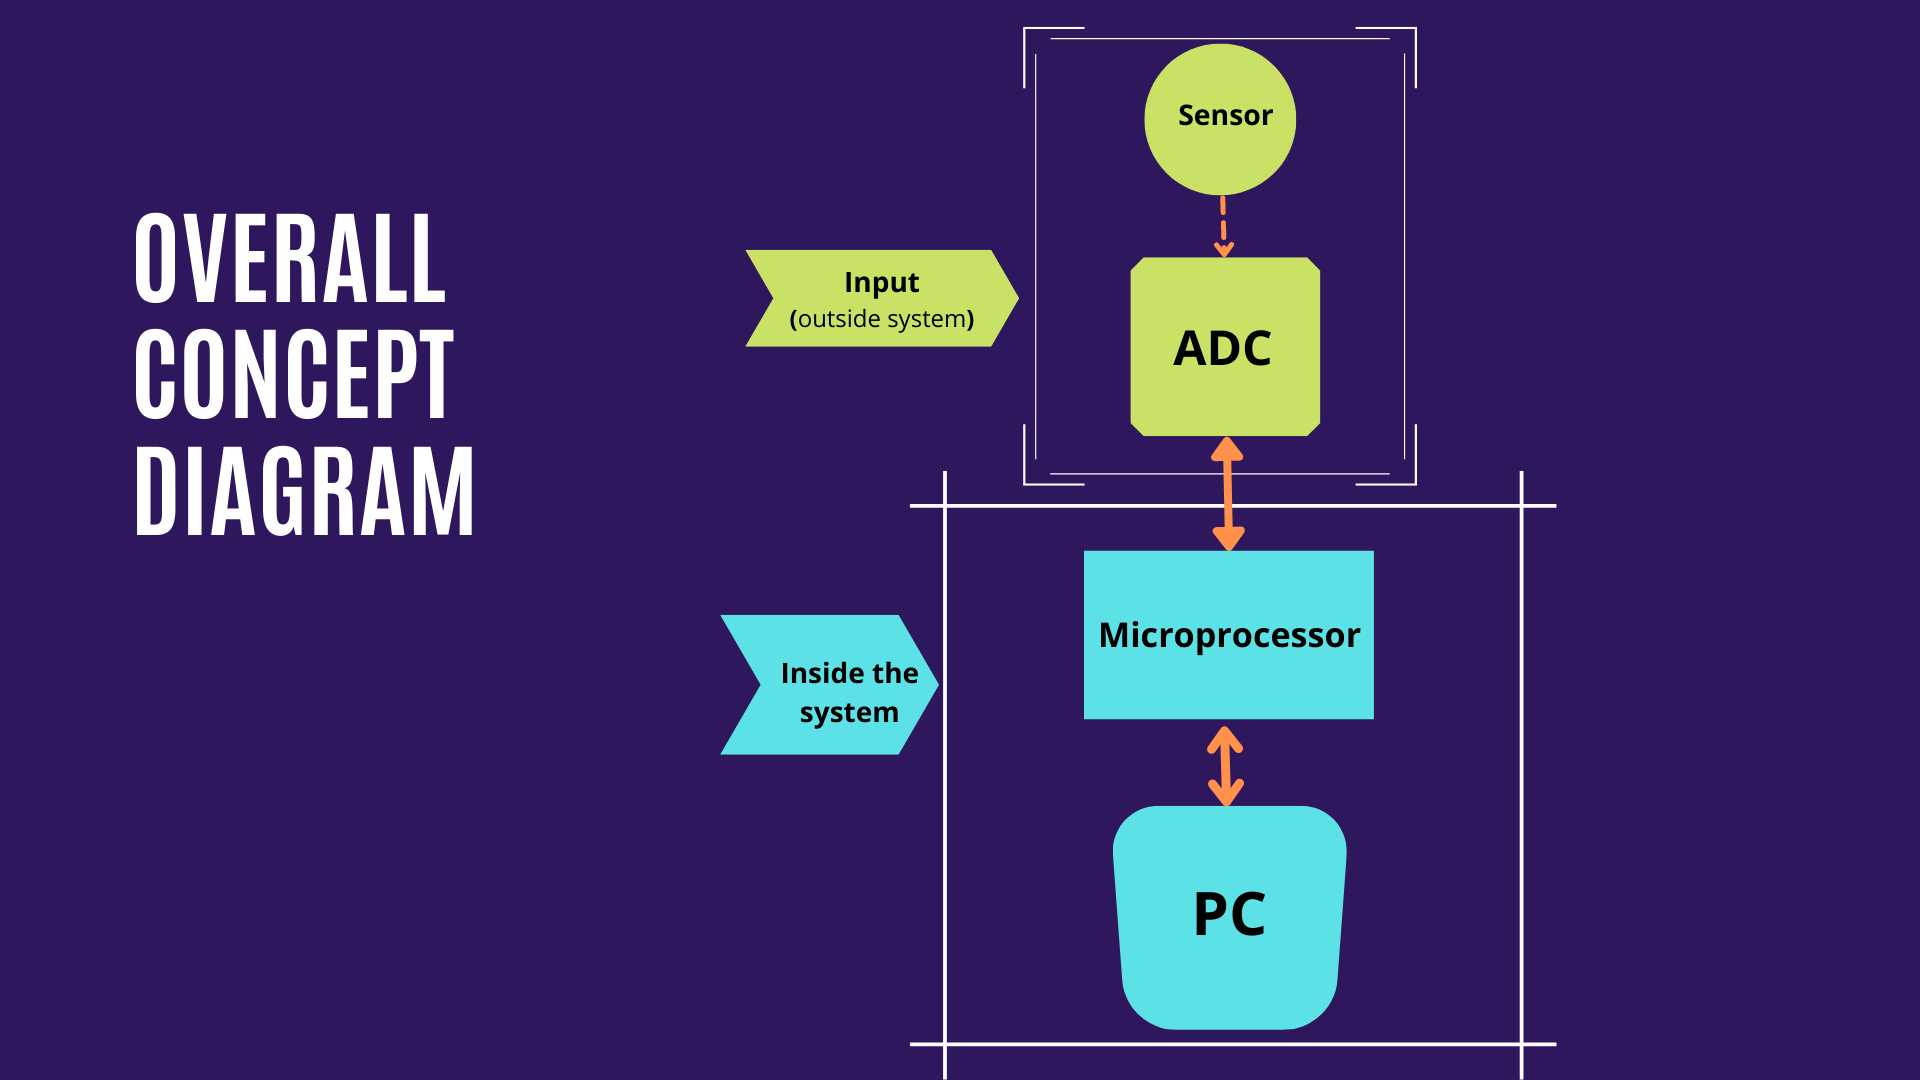 OVERALL
CONCEPT
DIAGRAM
Sensor
Input
(outside system)
ADC
Microprocessor
Inside the
system
PC